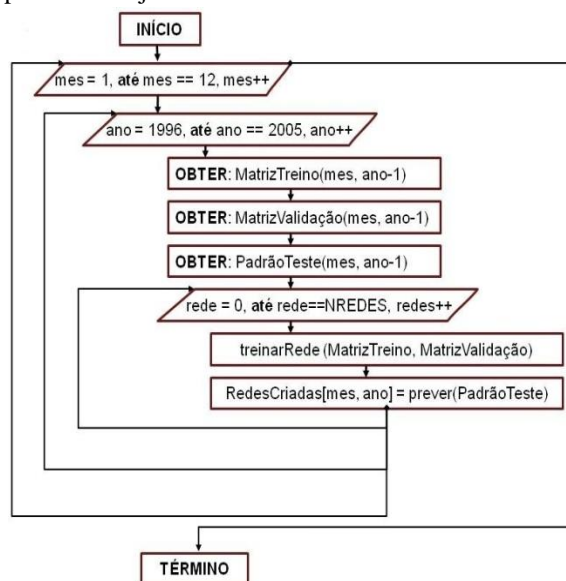 INÍCIO
mes = 1, até mes == 12, mes++
ano = 1996, até ano == 2005, ano++
OBTER: MatrizTreino(mes, ano-1)
OBTER: MatrizValidação(mes, ano-1)
OBTER: PadrãoTeste(mes, ano-1)
rede = 0, até rede==NREDES, redes++
treinarRede (MatrizTreino, MatrizValidação)
RedesCriadas[mes, ano] = prever(PadrãoTeste)
TÉRMINO